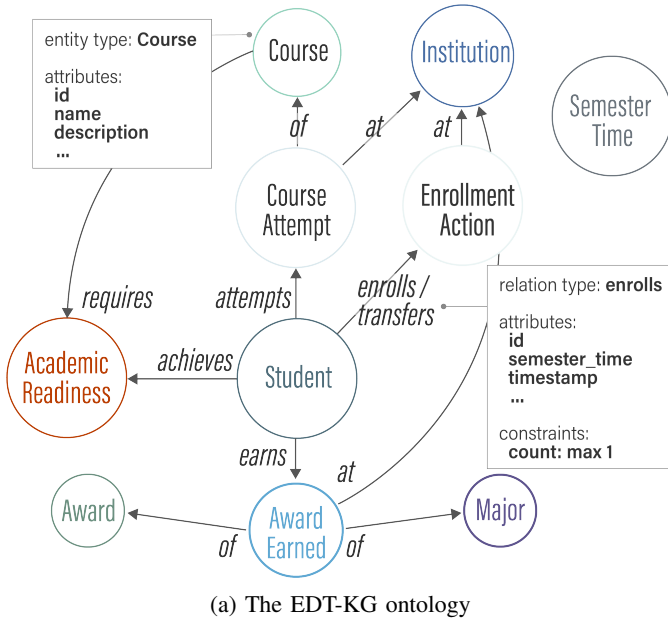 entity type: Course
attributes:
id
name
description
...
Course
Institution
Semester
Time
of
at
at
Course
Attempt
Enrollment
Action
requires
attempts
enrolls /
transfers
relation type: enrolls
attributes:
id
semester_time
timestamp
...
constraints:
count: max 1
Academic
Readiness
achieves
Student
earns
at
Award
of
Award
Earned
of
Major
(a) The EDT-KG ontology